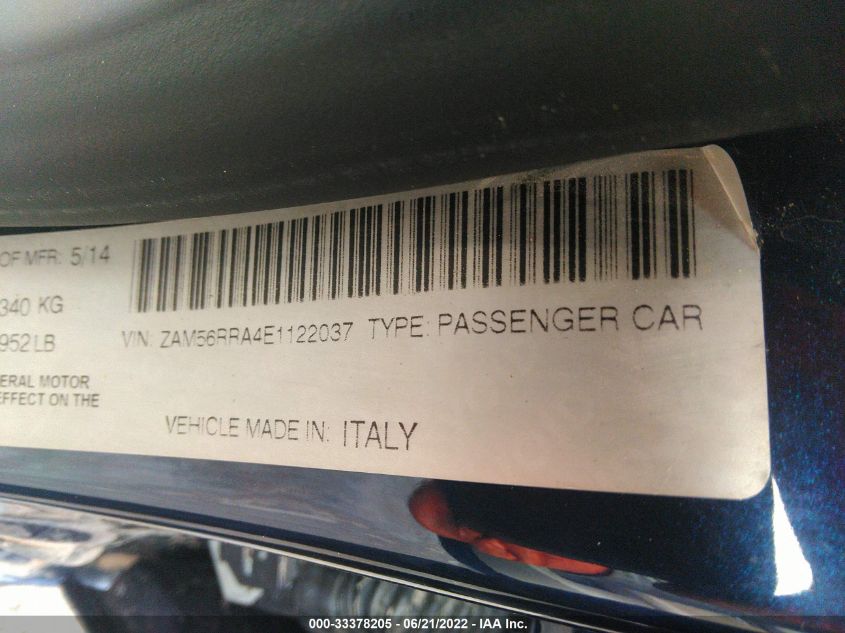 OF MFR: 5/14
340 KG
952 LB
VIN: ZAM56RRA4E1122037 TYPE: PASSENGER CAR
ERAL MOTOR
EFFECT ON THE
VEHICLE MADE IN: ITALY
000-33378205 - 06/21/2022 - IAA Inc.